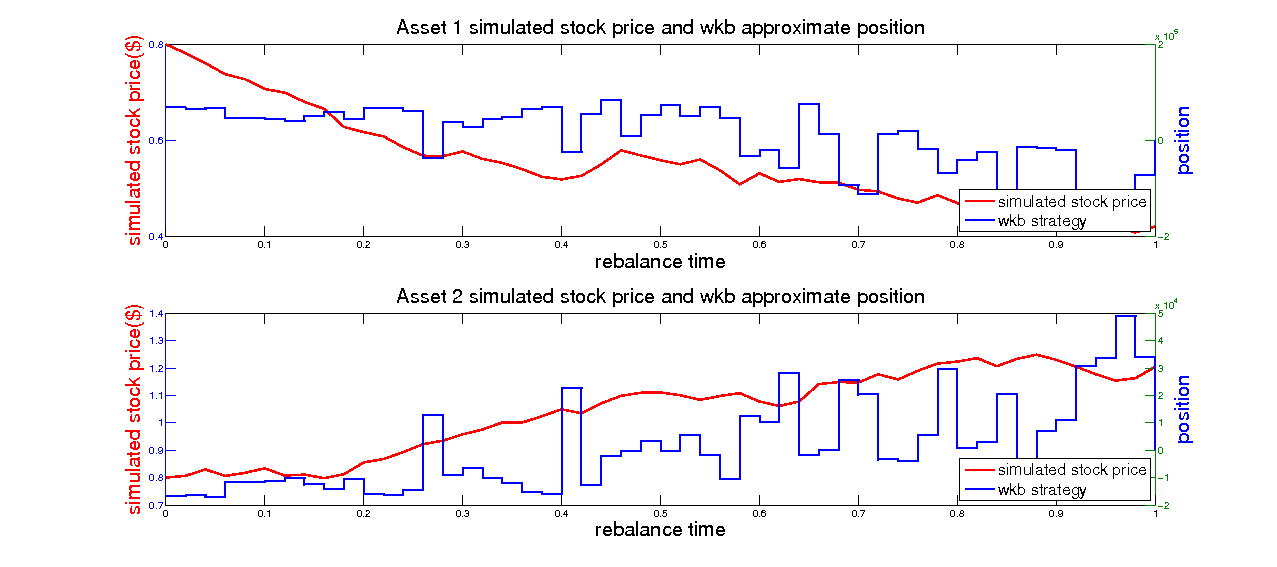 Asset 1 simulated stock price and wkb approximate position
x 10^5
simulated stock price($)
0.8
0.6
0.4
2
0
-2
position
simulated stock price
wkb strategy
0 0.1 0.2 0.3 0.4 0.5 0.6 0.7 0.8 0.9 1
rebalance time
Asset 2 simulated stock price and wkb approximate position
x 10^4
simulated stock price($)
1.4
1.3
1.2
1.1
1
0.9
0.8
0.7
5
4
3
2
1
0
-1
-2
position
simulated stock price
wkb strategy
0 0.1 0.2 0.3 0.4 0.5 0.6 0.7 0.8 0.9 1
rebalance time